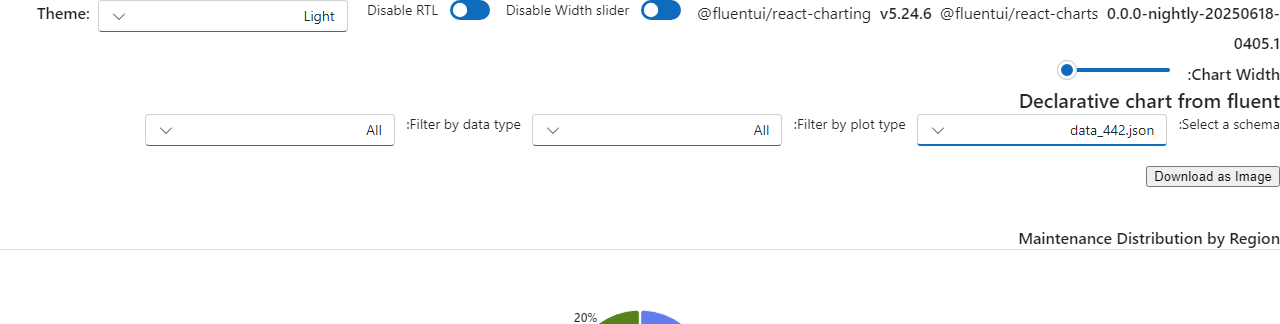 Theme: Light Disable RTL Disable Width slider @fluentui/react-charting v5.24.6 @fluentui/react-charts 0.0.0-nightly-20250618-
0405.1
:Chart Width
Declarative chart from fluent
:Select a schema data_442.json :Filter by plot type All :Filter by data type All
Download as Image
Maintenance Distribution by Region
20%